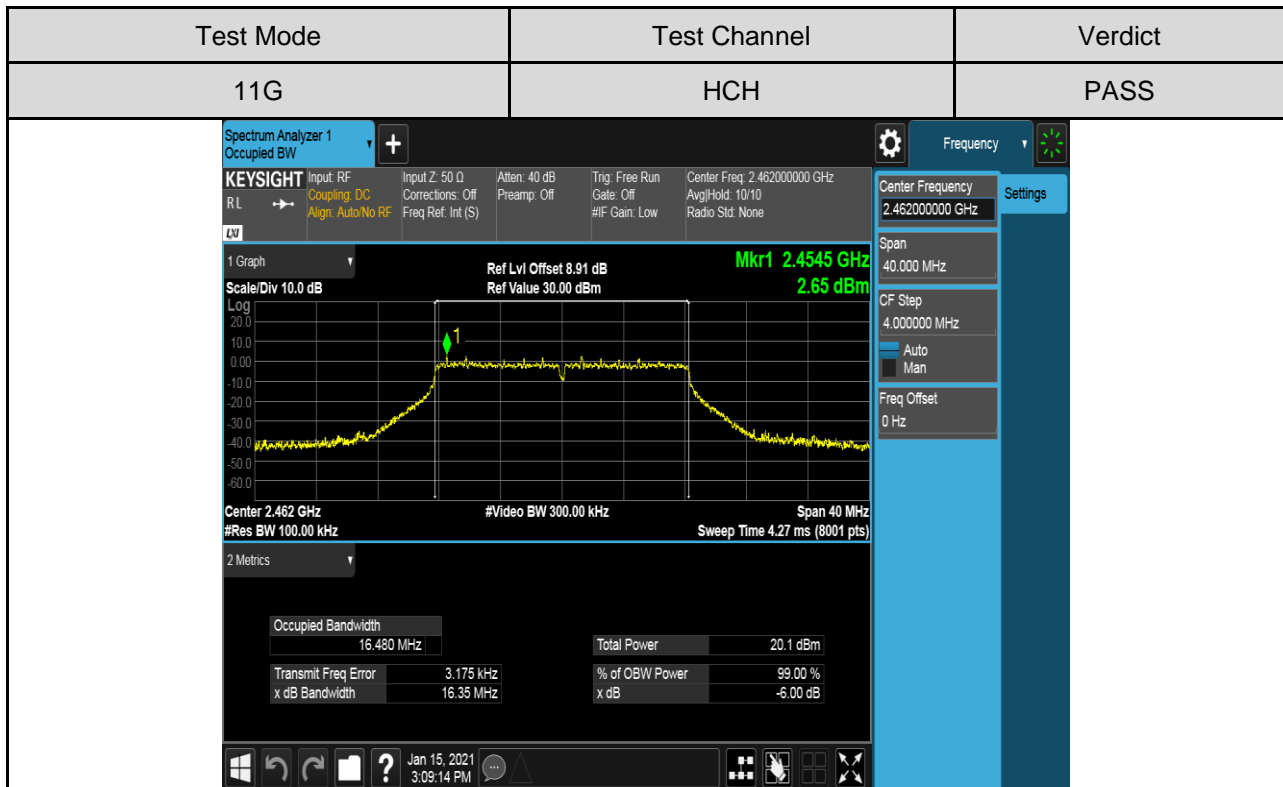 Test Mode Test Channel Verdict
11G HCH PASS
Spectrum Analyzer 1
Occupied BW
+
Frequency
KEYSIGHT Input: RF Input Z: 50 Ω Atten: 40 dB Trig: Free Run Center Freq: 2.462000000 GHz
RL Coupling: DC Corrections: Off Preamp: Off Gate: Off Avg|Hold: 10/10
Align: Auto/No RF Freq Ref: Int (S) #IF Gain: Low Radio Std: None
LXI
Center Frequency
2.462000000 GHz
Settings
Span
40.000 MHz
CF Step
4.000000 MHz
Auto
Man
Freq Offset
0 Hz
1 Graph
Ref Lvl Offset 8.91 dB
Mkr1 2.4545 GHz
Scale/Div 10.0 dB
Ref Value 30.00 dBm
2.65 dBm
Log
20.0
10.0
1
0.00
-10.0
-20.0
-30.0
-40.0
-50.0
-60.0
Center 2.462 GHz #Video BW 300.00 kHz Span 40 MHz
#Res BW 100.00 kHz Sweep Time 4.27 ms (8001 pts)
2 Metrics
Occupied Bandwidth
16.480 MHz
Total Power 20.1 dBm
Transmit Freq Error 3.175 kHz % of OBW Power 99.00 %
x dB Bandwidth 16.35 MHz x dB -6.00 dB
?
Jan 15, 2021
3:09:14 PM